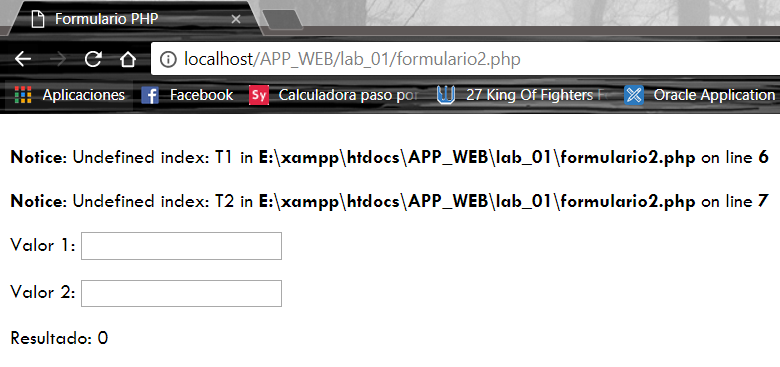 Formulario PHP
localhost/APP_WEB/lab_01/formulario2.php
Aplicaciones Facebook Sy Calculadora paso por 27 King Of Fighters Oracle Application
Notice: Undefined index: T1 in E:\xampp\htdocs\APP_WEB\lab_01\formulario2.php on line 6
Notice: Undefined index: T2 in E:\xampp\htdocs\APP_WEB\lab_01\formulario2.php on line 7
Valor 1:
Valor 2:
Resultado: 0